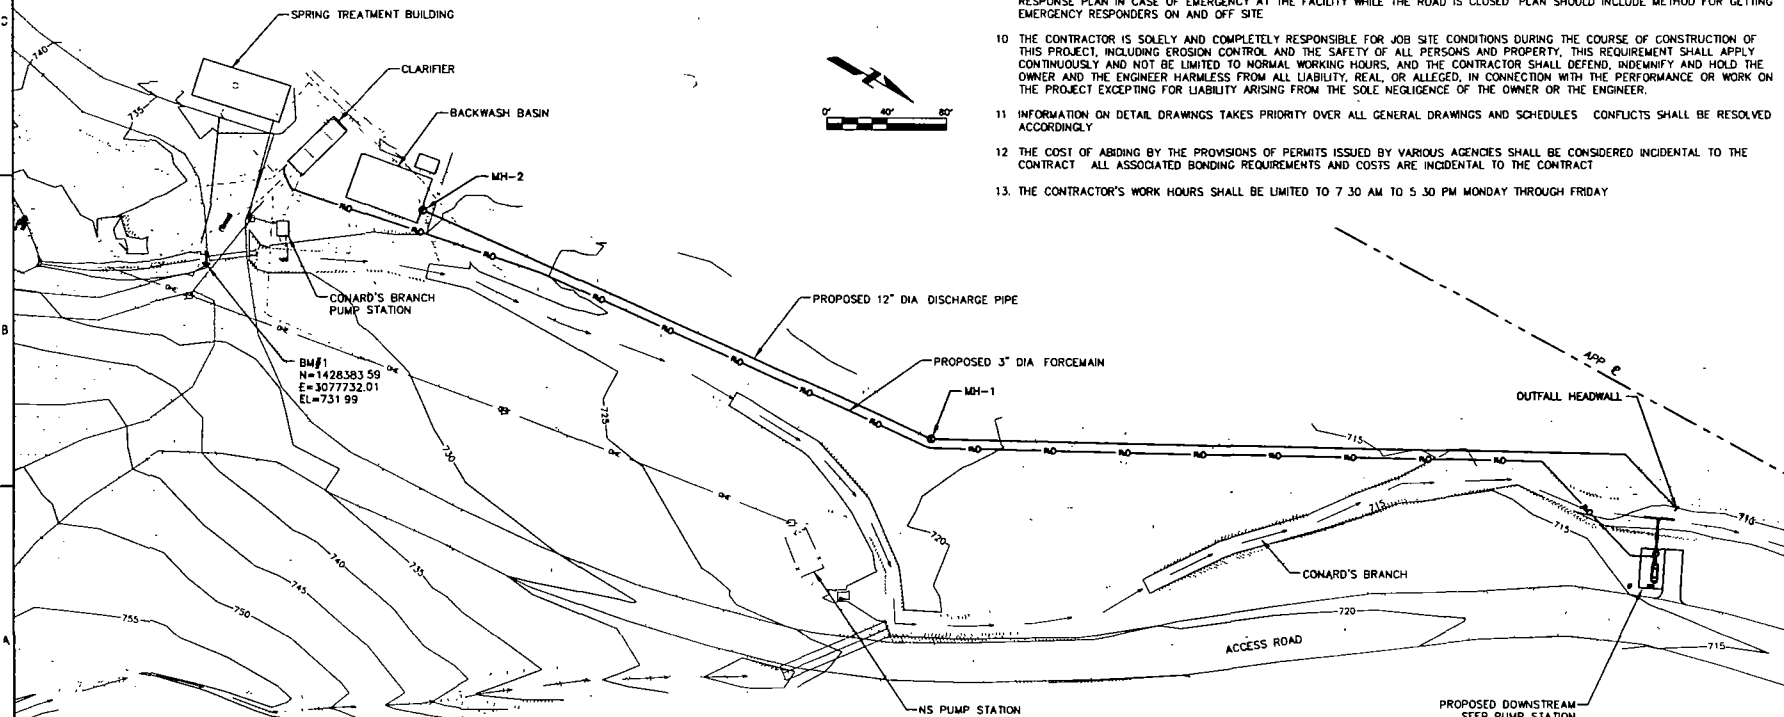 RESPONSE PLAN IN CASE OF EMERGENCY AT THE FACILITY WHILE THE ROAD IS CLOSED PLAN SHOULD INCLUDE METHOD FOR GETTING
EMERGENCY RESPONDERS ON AND OFF SITE
10 THE CONTRACTOR IS SOLELY AND COMPLETELY RESPONSIBLE FOR JOB SITE CONDITIONS DURING THE COURSE OF CONSTRUCTION OF
THIS PROJECT, INCLUDING EROSION CONTROL AND THE SAFETY OF ALL PERSONS AND PROPERTY, THIS REQUIREMENT SHALL APPLY
CONTINUOUSLY AND NOT BE LIMITED TO NORMAL WORKING HOURS, AND THE CONTRACTOR SHALL DEFEND, INDEMNIFY AND HOLD THE
OWNER AND THE ENGINEER HARMLESS FROM ALL LIABILITY, REAL, OR ALLEGED, IN CONNECTION WITH THE PERFORMANCE OR WORK ON
THE PROJECT EXCEPTING FOR LIABILITY ARISING FROM THE SOLE NEGLIGENCE OF THE OWNER OR THE ENGINEER.
11 INFORMATION ON DETAIL DRAWINGS TAKES PRIORITY OVER ALL GENERAL DRAWINGS AND SCHEDULES CONFLICTS SHALL BE RESOLVED
ACCORDINGLY
12 THE COST OF ABIDING BY THE PROVISIONS OF PERMITS ISSUED BY VARIOUS AGENCIES SHALL BE CONSIDERED INCIDENTAL TO THE
CONTRACT ALL ASSOCIATED BONDING REQUIREMENTS AND COSTS ARE INCIDENTAL TO THE CONTRACT
13. THE CONTRACTOR'S WORK HOURS SHALL BE LIMITED TO 7 30 AM TO 5 30 PM MONDAY THROUGH FRIDAY
0' 40' 80'
C
SPRING TREATMENT BUILDING
740
CLARIFIER
735
BACKWASH BASIN
MH-2
CONARD'S BRANCH
PUMP STATION
PROPOSED 12" DIA DISCHARGE PIPE
B
BM#1
N=1428383 59
E=3077732.01
EL=731 99
PROPOSED 3" DIA FORCEMAIN
APP ℄
MH-1
OUTFALL HEADWALL
725
715
730
715
710
720
715
735
740
745
750
755
CONARD'S BRANCH
720
A
ACCESS ROAD
715
NS PUMP STATION
PROPOSED DOWNSTREAM
SEEP PUMP STATION